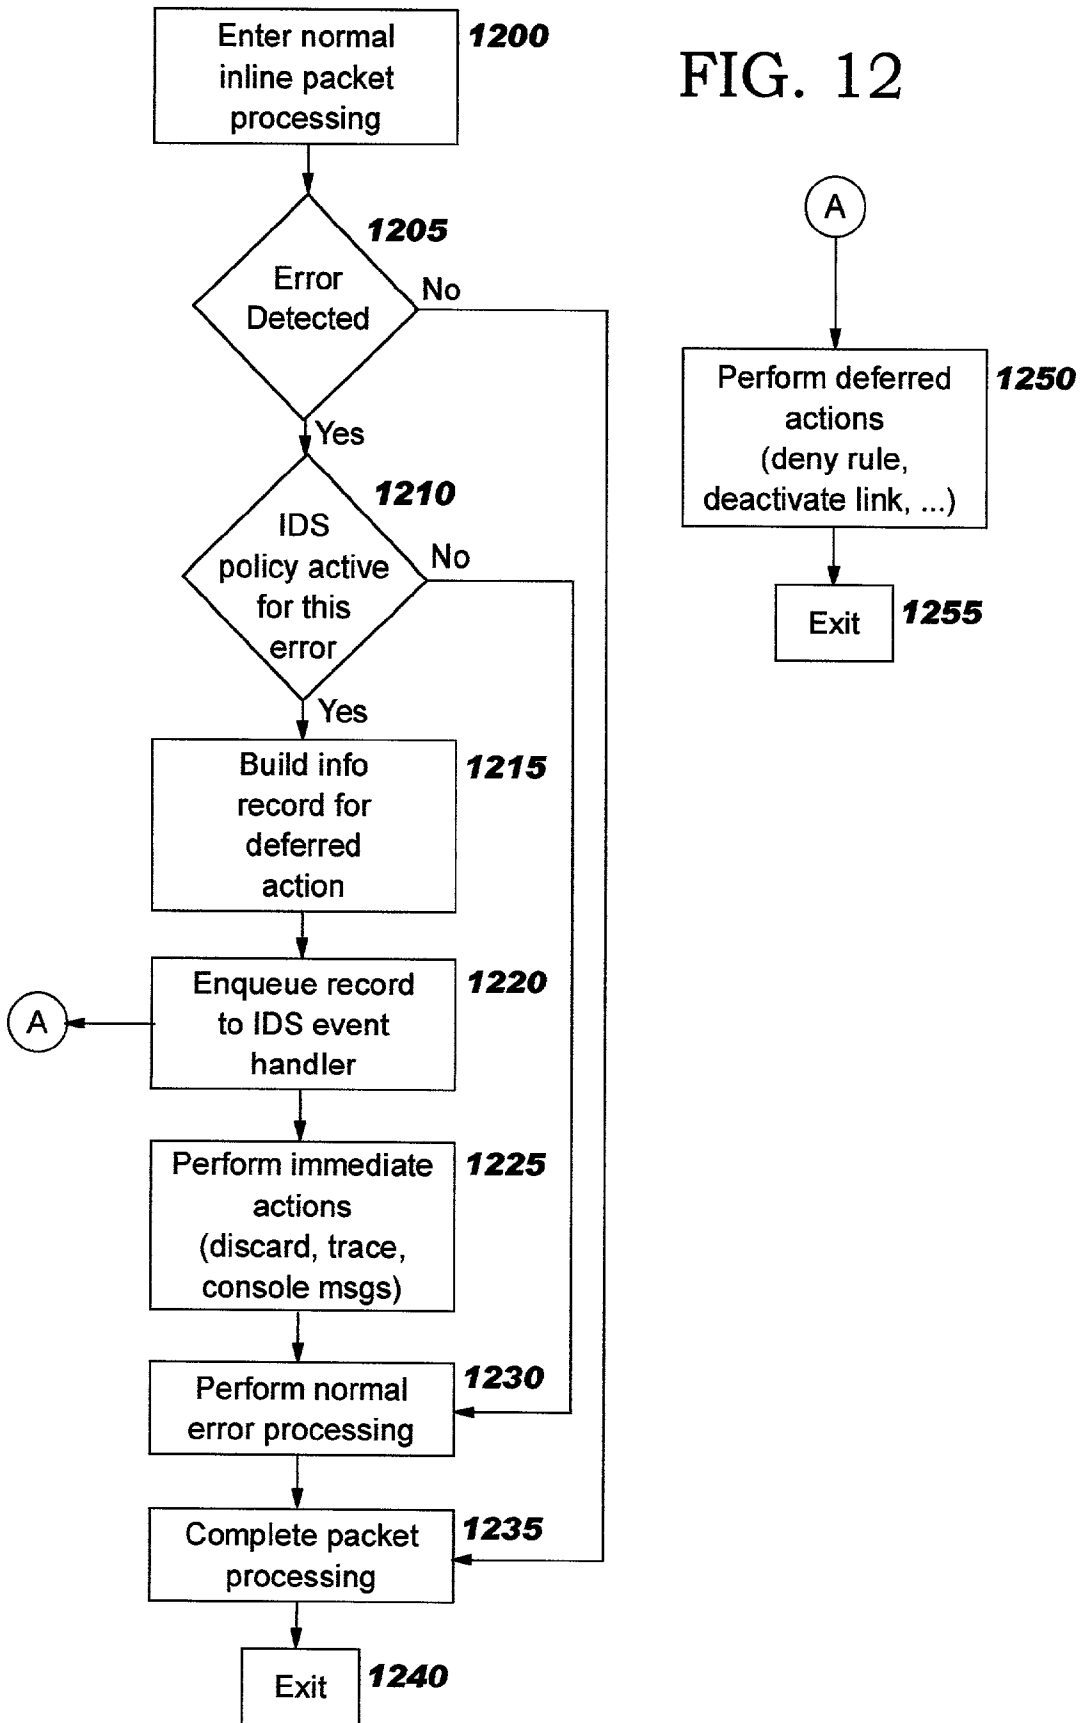 FIG. 12
Enter normal
inline packet
processing
1200
Error
Detected
1205
No
Yes
IDS
policy active
for this
error
1210
No
Yes
Build info
record for
deferred
action
1215
Enqueue record
to IDS event
handler
1220
A
Perform immediate
actions
(discard, trace,
console msgs)
1225
Perform normal
error processing
1230
Complete packet
processing
1235
Exit
1240
A
Perform deferred
actions
(deny rule,
deactivate link, ...)
1250
Exit
1255